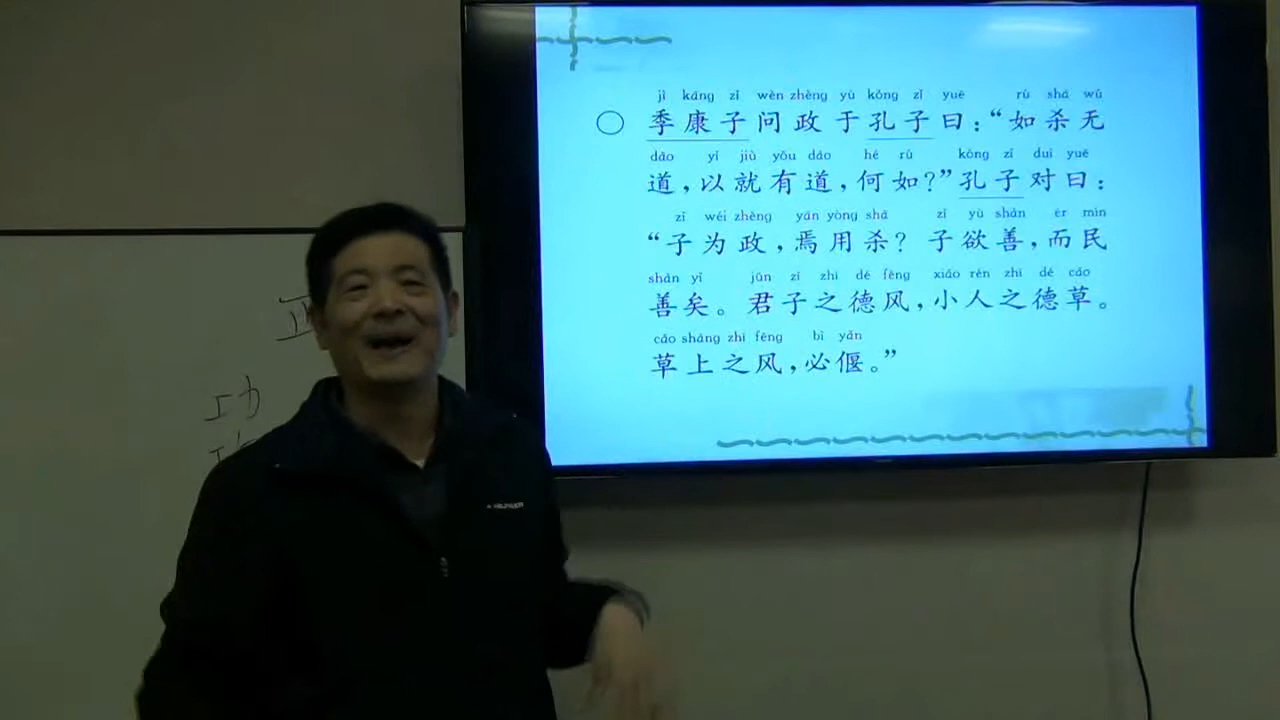 jì kāng zǐ wèn zhèng yú kǒng zǐ yuē rú shā wú
○ 季康子问政于孔子曰：“如杀无
dào yǐ jiù yǒu dào hé rú kǒng zǐ duì yuē
道，以就有道，何如？”孔子对曰：
zǐ wéi zhèng yān yòng shā zǐ yù shàn ér mín
“子为政，焉用杀？子欲善，而民
shàn yǐ jūn zǐ zhī dé fēng xiǎo rén zhī dé cǎo
善矣。君子之德风，小人之德草。
cǎo shàng zhī fēng bì yǎn
草上之风，必偃。”
功